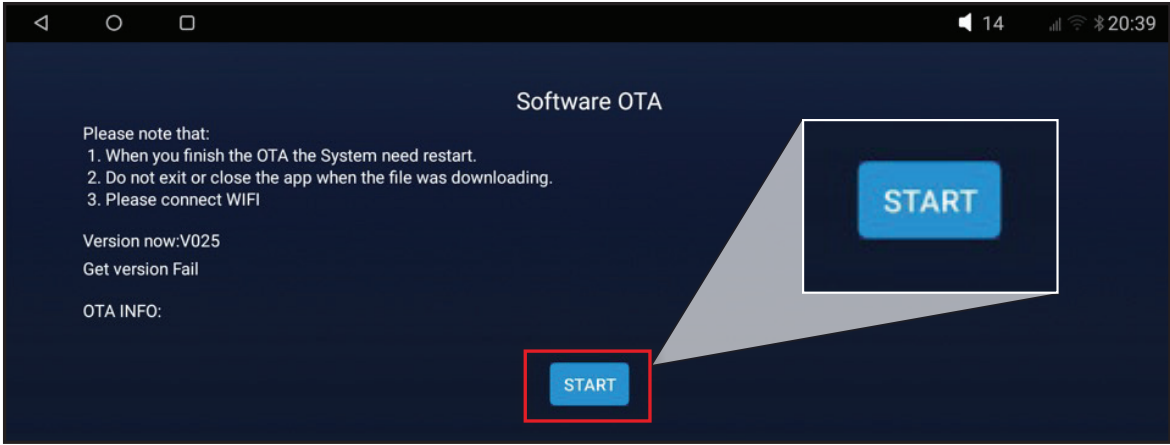 14
20:39
Software OTA
Please note that:
1. When you finish the OTA the System need restart.
2. Do not exit or close the app when the file was downloading.
3. Please connect WIFI
Version now:V025
Get version Fail
OTA INFO:
START
START